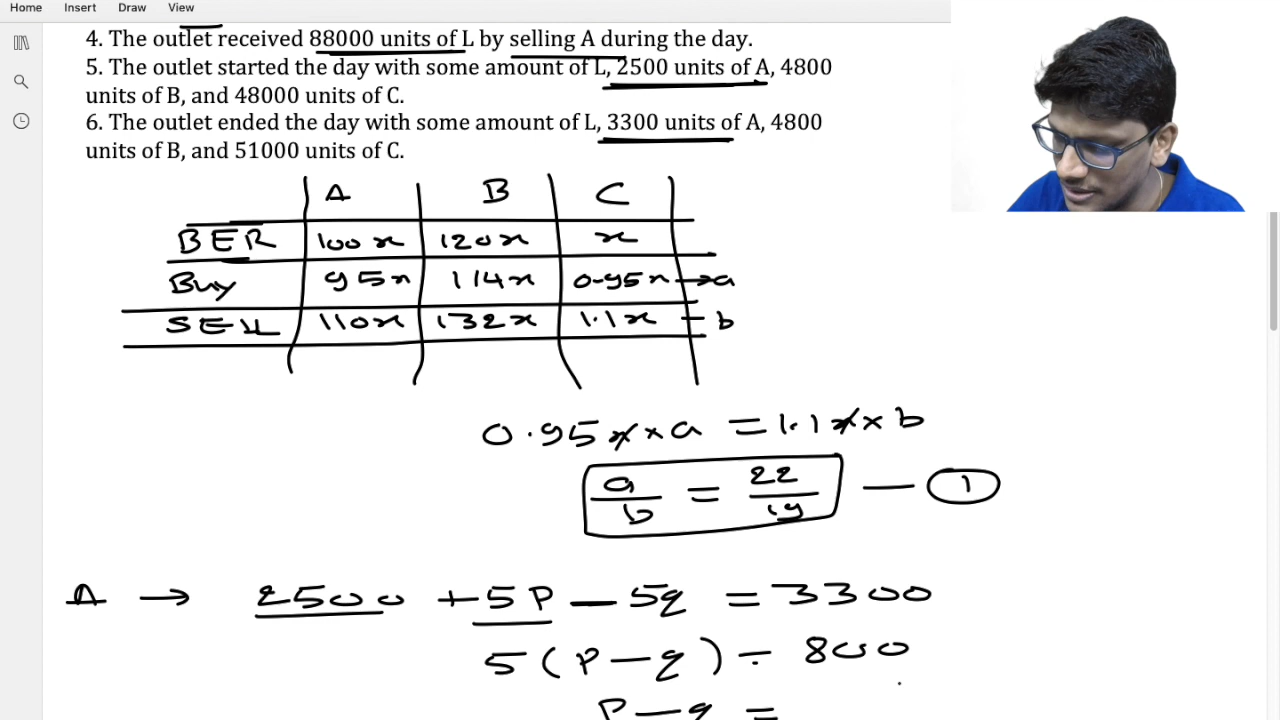 Home Insert Draw View
4. The outlet received 88000 units of L by selling A during the day.
5. The outlet started the day with some amount of L, 2500 units of A, 4800
units of B, and 48000 units of C.
6. The outlet ended the day with some amount of L, 3300 units of A, 4800
units of B, and 51000 units of C.
A B C
BER 100x 120x x
Buy 95x 114x 0.95x → a
SELL 110x 132x 1.1x – b
0.95x × a = 1.1x × b
a/b = 22/19 — 1
A → 2500 + 5P – 5q = 3300
5 (P – q) = 800
P – q =